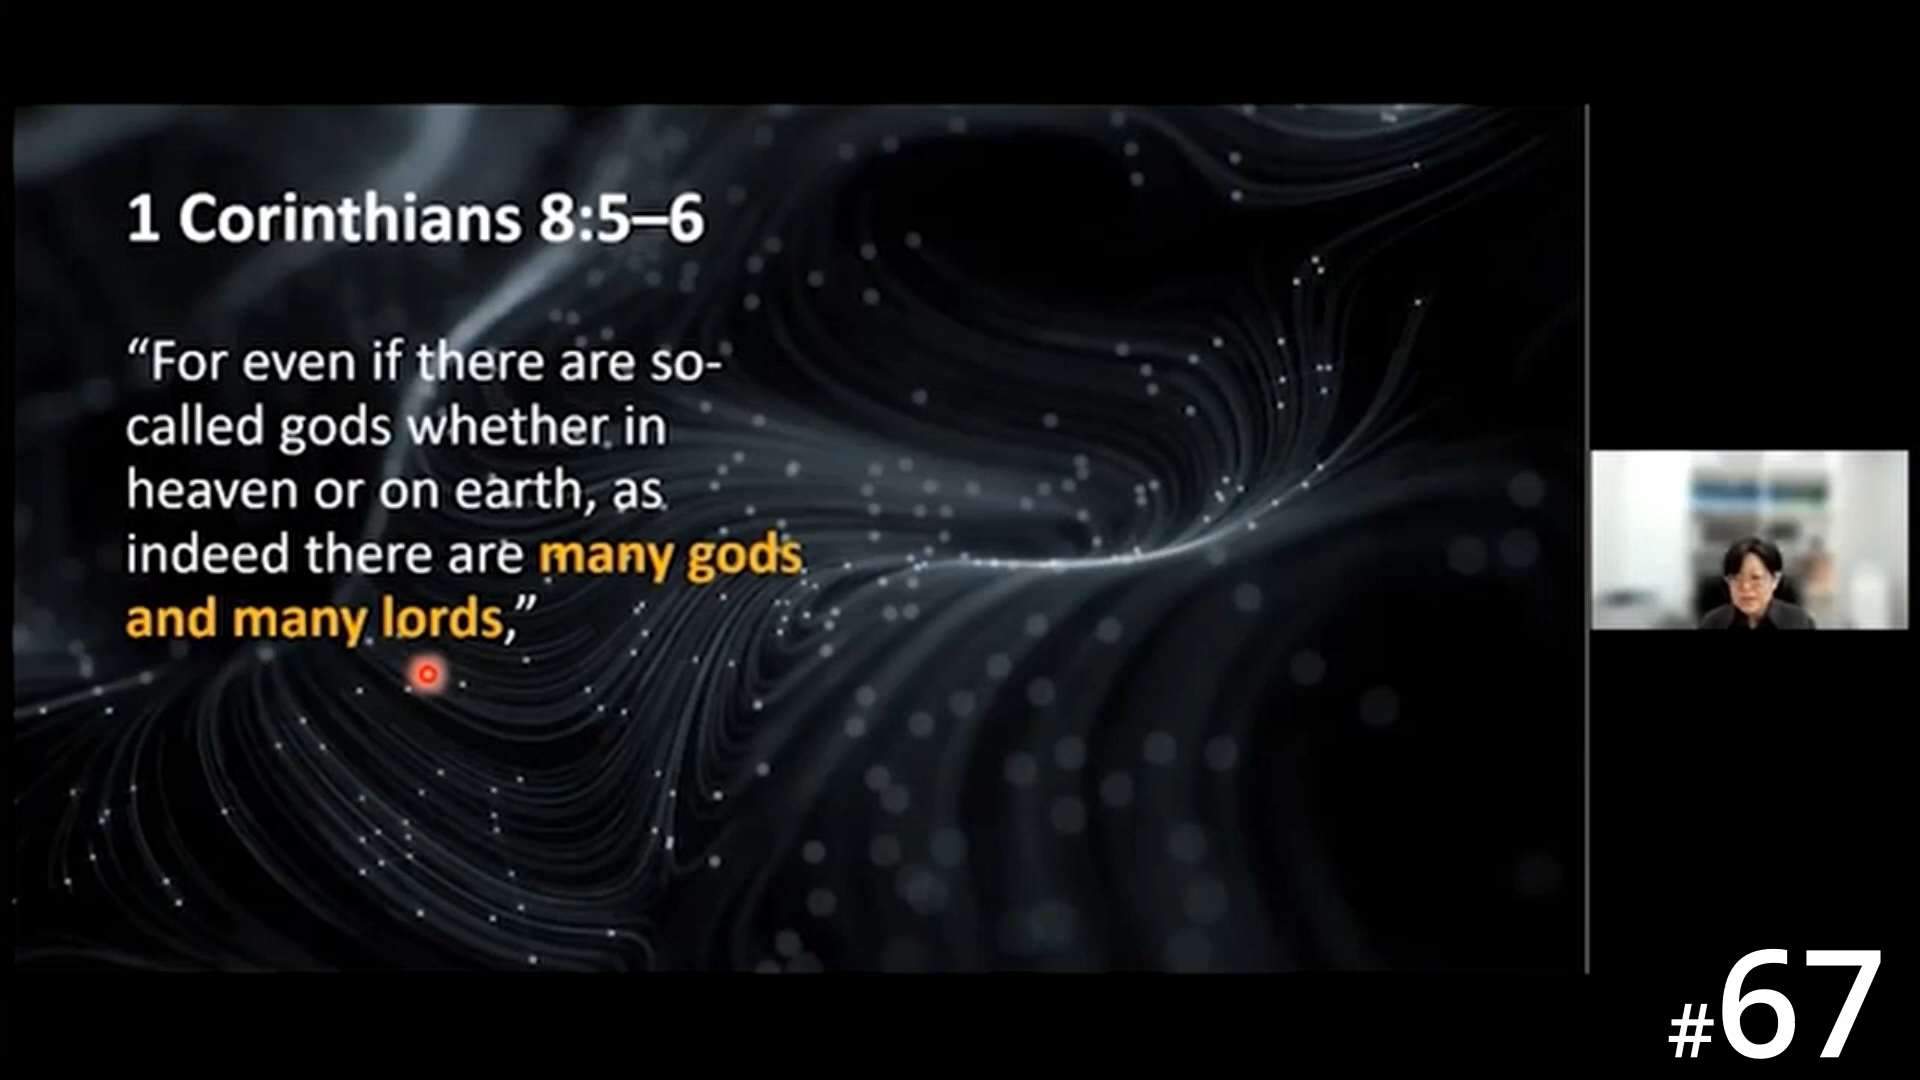 1 Corinthians 8:5–6
“For even if there are so-
called gods whether in
heaven or on earth, as
indeed there are many gods
and many lords,”
#67